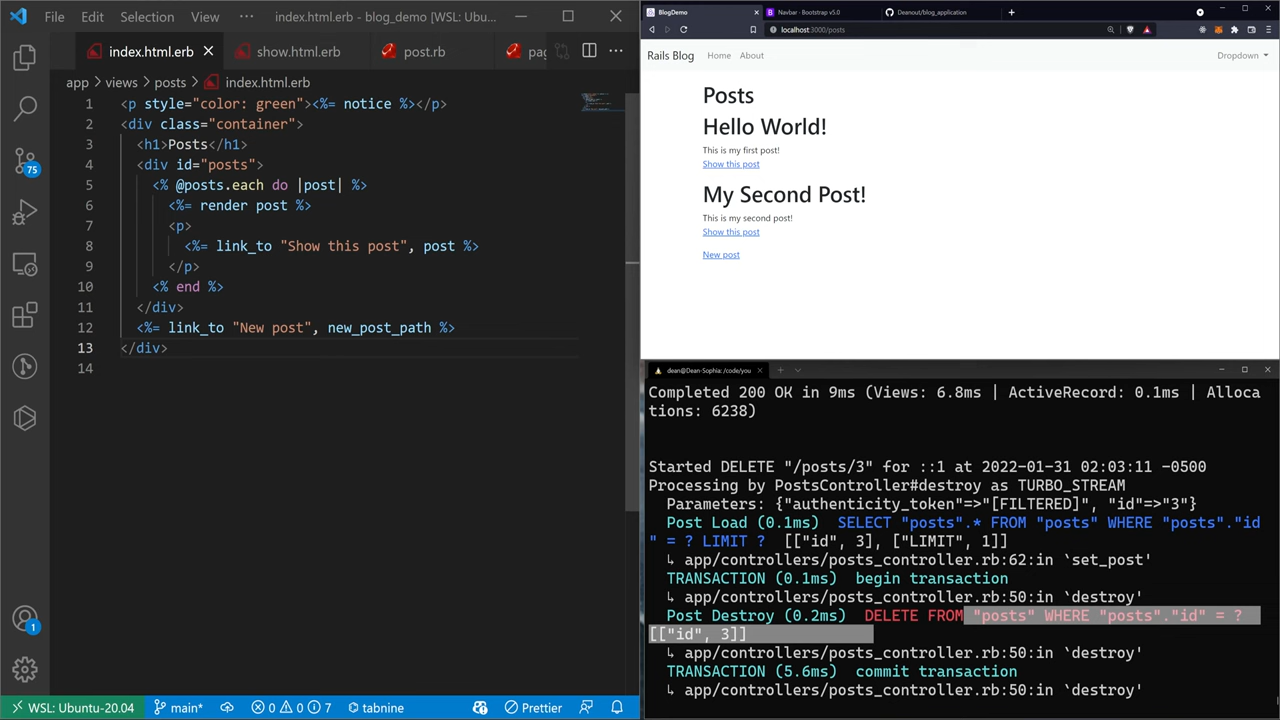 File Edit Selection View ··· index.html.erb - blog_demo [WSL: Ubu...
index.html.erb show.html.erb post.rb pag
app > views > posts > index.html.erb
1 <p style="color: green"><%= notice %></p>
2 <div class="container">
3 <h1>Posts</h1>
4 <div id="posts">
5 <% @posts.each do |post| %>
6 <%= render post %>
7 <p>
8 <%= link_to "Show this post", post %>
9 </p>
10 <% end %>
11 </div>
12 <%= link_to "New post", new_post_path %>
13 </div>
14
75
1
WSL: Ubuntu-20.04 main* 0 0 7 tabnine Prettier
BlogDemo Navbar · Bootstrap v5.0 Deanout/blog_application
localhost:3000/posts
Rails Blog Home About Dropdown
Posts
Hello World!
This is my first post!
Show this post
My Second Post!
This is my second post!
Show this post
New post
dean@Dean-Sophia: /code/you
Completed 200 OK in 9ms (Views: 6.8ms | ActiveRecord: 0.1ms | Alloca
tions: 6238)
Started DELETE "/posts/3" for ::1 at 2022-01-31 02:03:11 -0500
Processing by PostsController#destroy as TURBO_STREAM
Parameters: {"authenticity_token"=>"[FILTERED]", "id"=>"3"}
Post Load (0.1ms) SELECT "posts".* FROM "posts" WHERE "posts"."id
" = ? LIMIT ? [["id", 3], ["LIMIT", 1]]
↳ app/controllers/posts_controller.rb:62:in `set_post'
TRANSACTION (0.1ms) begin transaction
↳ app/controllers/posts_controller.rb:50:in `destroy'
Post Destroy (0.2ms) DELETE FROM "posts" WHERE "posts"."id" = ?
[["id", 3]]
↳ app/controllers/posts_controller.rb:50:in `destroy'
TRANSACTION (5.6ms) commit transaction
↳ app/controllers/posts_controller.rb:50:in `destroy'